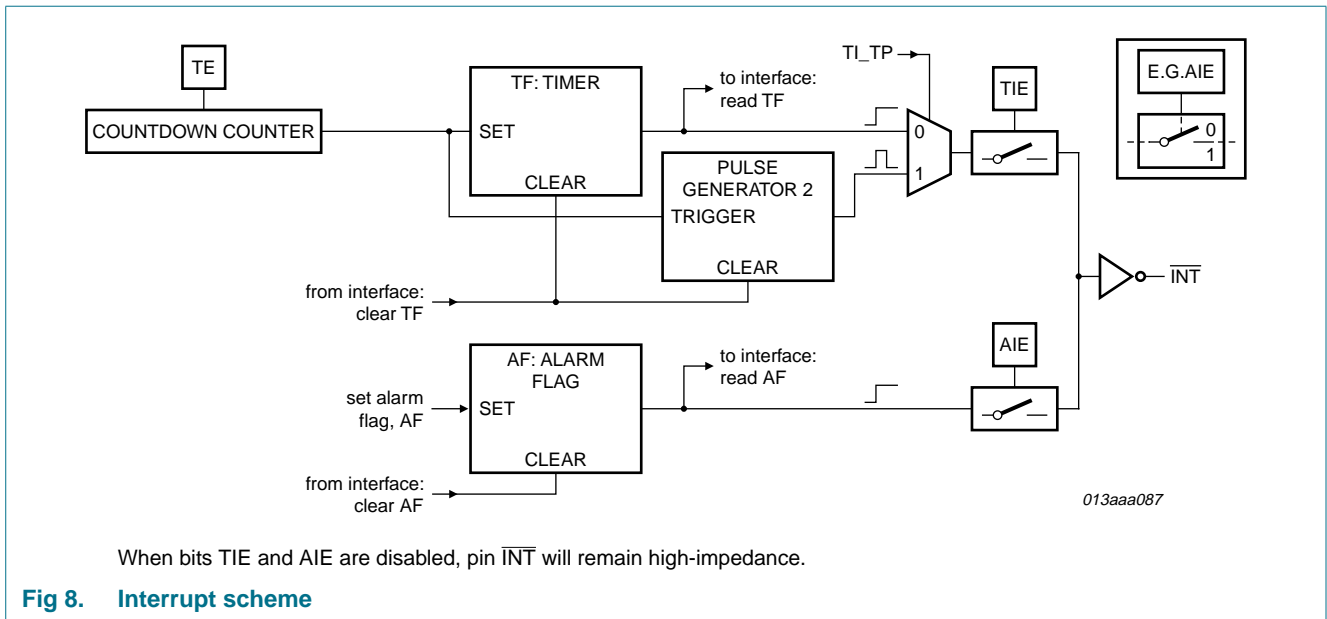 TE
COUNTDOWN COUNTER
TF: TIMER
SET
CLEAR
to interface:
read TF
PULSE
GENERATOR 2
TRIGGER
CLEAR
from interface:
clear TF
TI_TP
0
1
TIE
E.G.AIE
0
1
INT
AF: ALARM
FLAG
SET
CLEAR
set alarm
flag, AF
from interface:
clear AF
to interface:
read AF
AIE
013aaa087
When bits TIE and AIE are disabled, pin INT will remain high-impedance.
Fig 8. Interrupt scheme